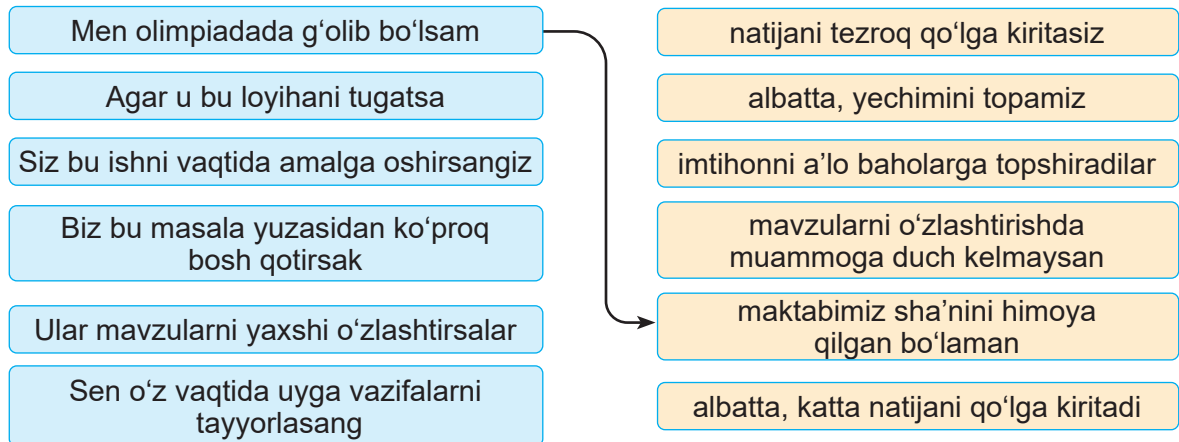 Men olimpiadada g‘olib bo‘lsam
Agar u bu loyihani tugatsa
Siz bu ishni vaqtida amalga oshirsangiz
Biz bu masala yuzasidan ko‘proq
bosh qotirsak
Ular mavzularni yaxshi o‘zlashtirsalar
Sen o‘z vaqtida uyga vazifalarni
tayyorlasang
natijani tezroq qo‘lga kiritasiz
albatta, yechimini topamiz
imtihonni a’lo baholarga topshiradilar
mavzularni o‘zlashtirishda
muammoga duch kelmaysan
maktabimiz sha’nini himoya
qilgan bo‘laman
albatta, katta natijani qo‘lga kiritadi